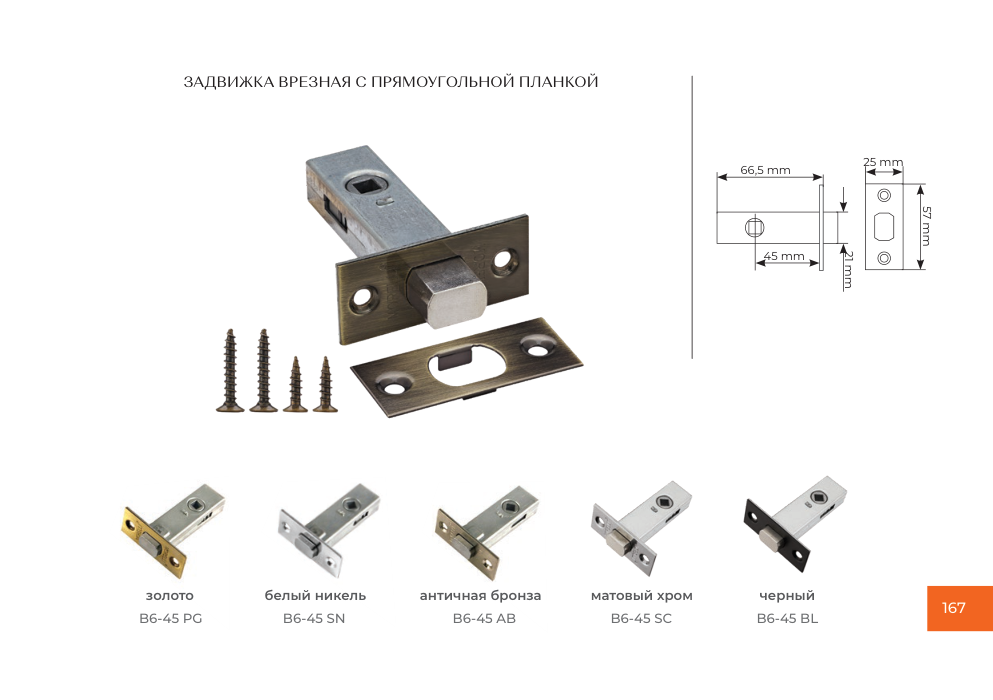 ЗАДВИЖКА ВРЕЗНАЯ С ПРЯМОУГОЛЬНОЙ ПЛАНКОЙ
66,5 mm
25 mm
57 mm
45 mm
21 mm
золото
B6-45 PG
белый никель
B6-45 SN
античная бронза
B6-45 AB
матовый хром
B6-45 SC
черный
B6-45 BL
167